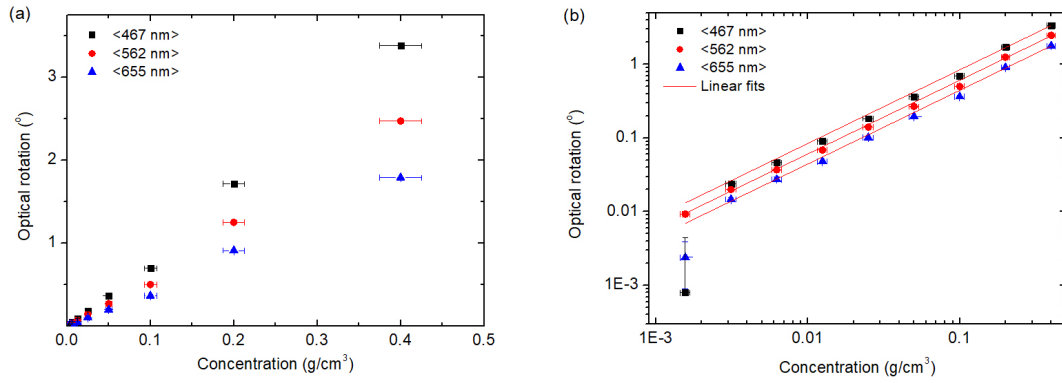 (a)
<467 nm>
<562 nm>
<655 nm>
3
2
1
Optical rotation (°)
0.0 0.1 0.2 0.3 0.4 0.5
Concentration (g/cm³)
(b)
<467 nm>
<562 nm>
<655 nm>
Linear fits
1
0.1
0.01
1E-3
Optical rotation (°)
1E-3 0.01 0.1
Concentration (g/cm³)